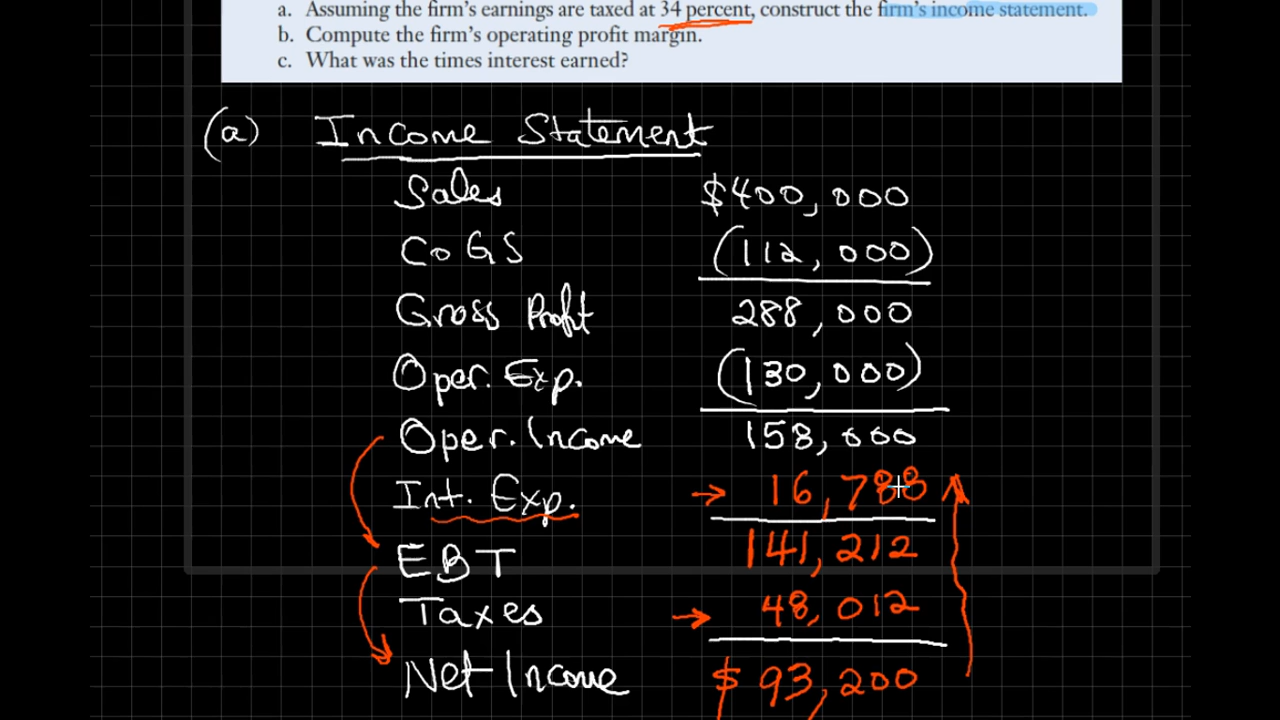 a. Assuming the firm's earnings are taxed at 34 percent, construct the firm's income statement.
b. Compute the firm's operating profit margin.
c. What was the times interest earned?
(a) Income Statement
Sales $400,000
CoGS (112,000)
Gross Profit 288,000
Oper. Exp. (130,000)
Oper. Income 158,000
Int. Exp. → 16,788
EBT 141,212
Taxes → 48,012
Net Income $93,200